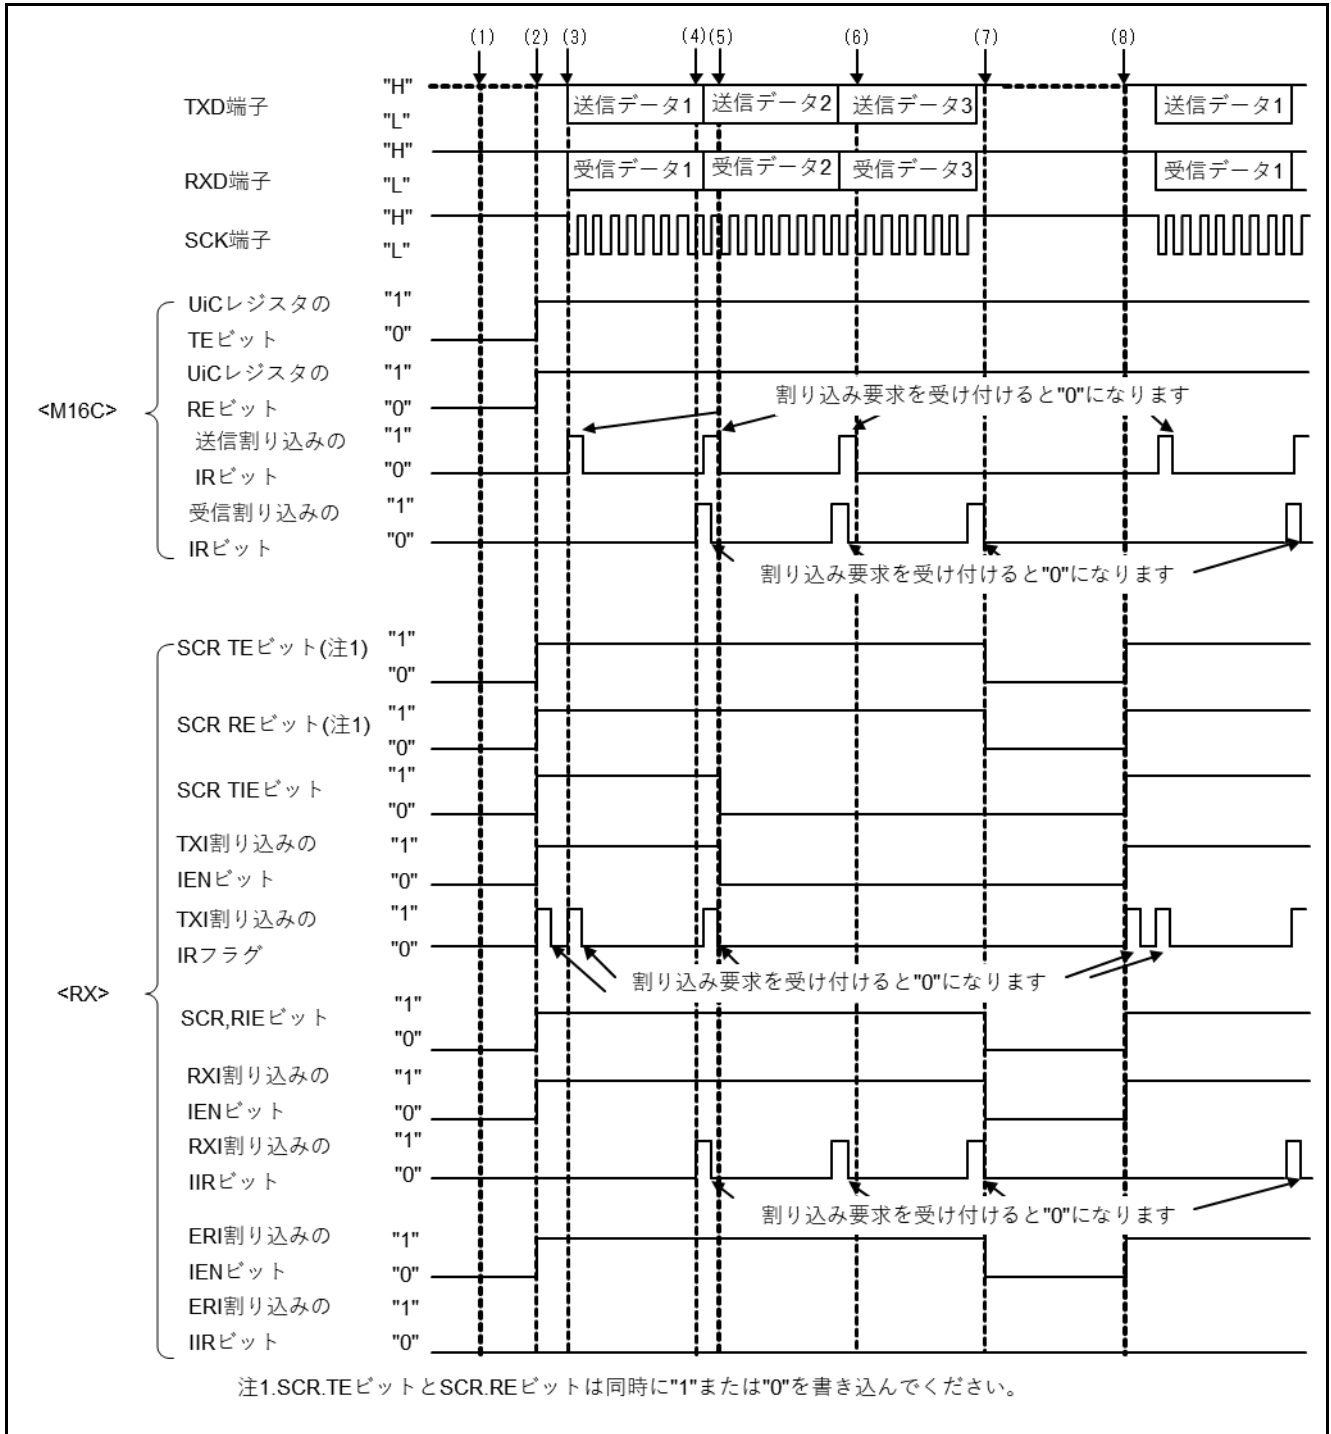 (1) (2) (3) (4) (5) (6) (7) (8)
TXD端子 "H"
"L"
送信データ1 送信データ2 送信データ3 送信データ1
RXD端子 "H"
"L"
受信データ1 受信データ2 受信データ3 受信データ1
SCK端子 "H"
"L"
<M16C>
UiCレジスタの "1"
TEビット "0"
UiCレジスタの "1"
REビット "0"
割り込み要求を受け付けると"0"になります
送信割り込みの "1"
IRビット "0"
受信割り込みの "1"
IRビット "0"
割り込み要求を受け付けると"0"になります
<RX>
SCR TEビット(注1) "1"
"0"
SCR REビット(注1) "1"
"0"
SCR TIEビット "1"
"0"
TXI割り込みの "1"
IENビット "0"
TXI割り込みの "1"
IRフラグ "0"
割り込み要求を受け付けると"0"になります
SCR,RIEビット "1"
"0"
RXI割り込みの "1"
IENビット "0"
RXI割り込みの "1"
IIRビット "0"
割り込み要求を受け付けると"0"になります
ERI割り込みの "1"
IENビット "0"
ERI割り込みの "1"
IIRビット "0"
注1.SCR.TEビットとSCR.REビットは同時に"1"または"0"を書き込んでください。